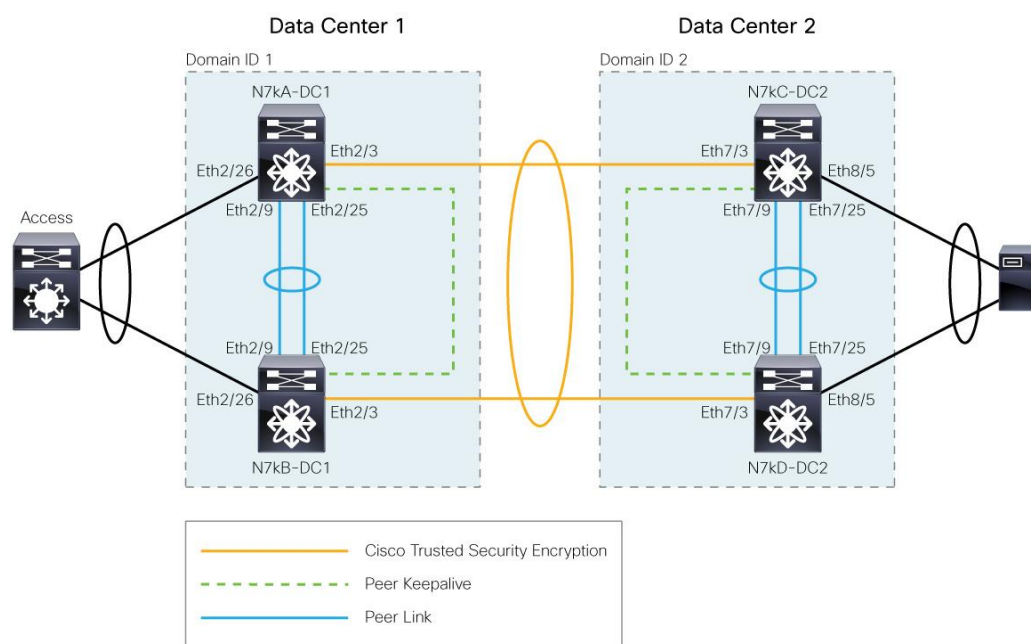 Data Center 1
Data Center 2
Domain ID 1
Domain ID 2
N7kA-DC1
N7kC-DC2
Eth2/3
Eth7/3
Eth2/26
Eth8/5
Eth2/9
Eth2/25
Eth7/9
Eth7/25
Access
Eth2/9
Eth2/25
Eth7/9
Eth7/25
Eth2/26
Eth2/3
Eth7/3
Eth8/5
N7kB-DC1
N7kD-DC2
Cisco Trusted Security Encryption
Peer Keepalive
Peer Link